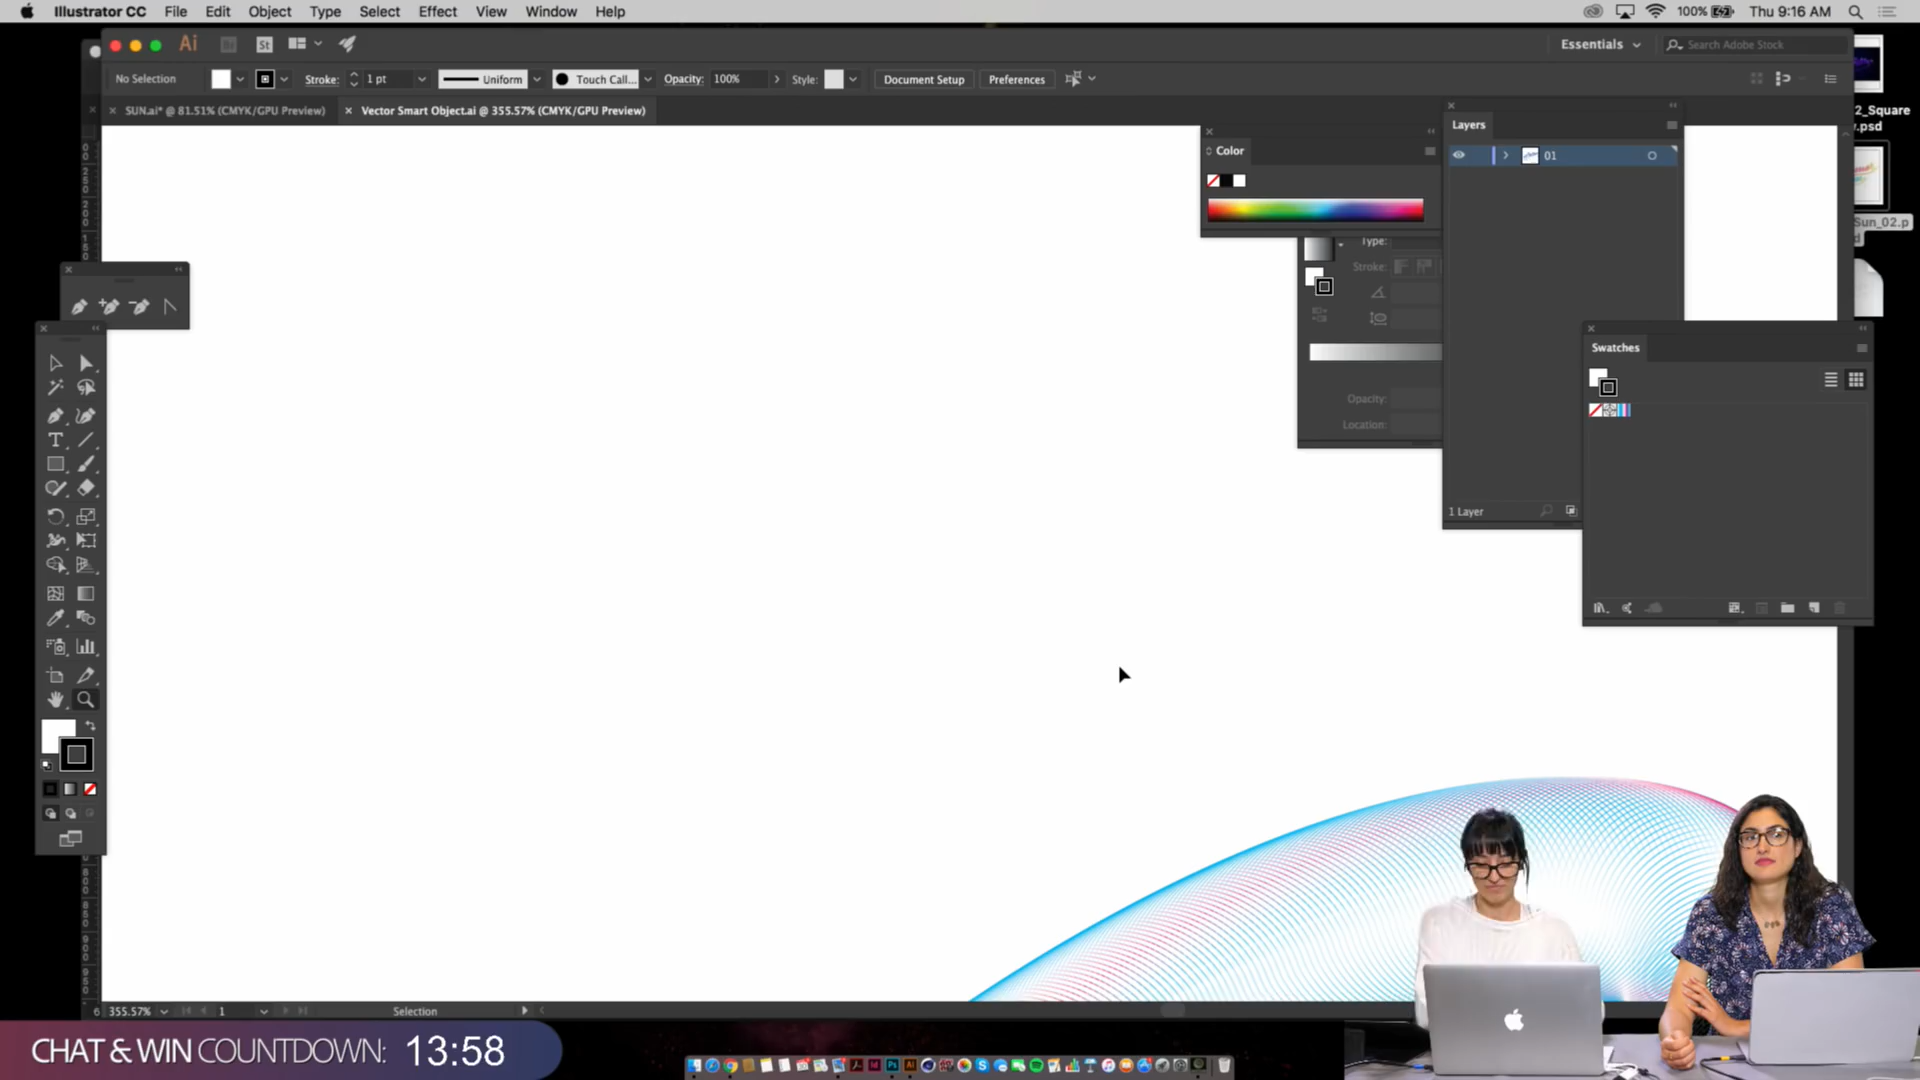 Illustrator CC File Edit Object Type Select Effect View Window Help 100% Thu 9:16 AM
Ai Br St Essentials Search Adobe Stock
No Selection Stroke: 1 pt Uniform Touch Call... Opacity: 100% Style: Document Setup Preferences
SUN.ai* @ 81.51% (CMYK/GPU Preview) Vector Smart Object.ai @ 355.57% (CMYK/GPU Preview)
2_Square
.psd
Layers
Color
01
Sun_02.p
d
Type:
Stroke:
Swatches
Opacity:
Location:
1 Layer
355.57% 1 Selection
CHAT & WIN COUNTDOWN: 13:58